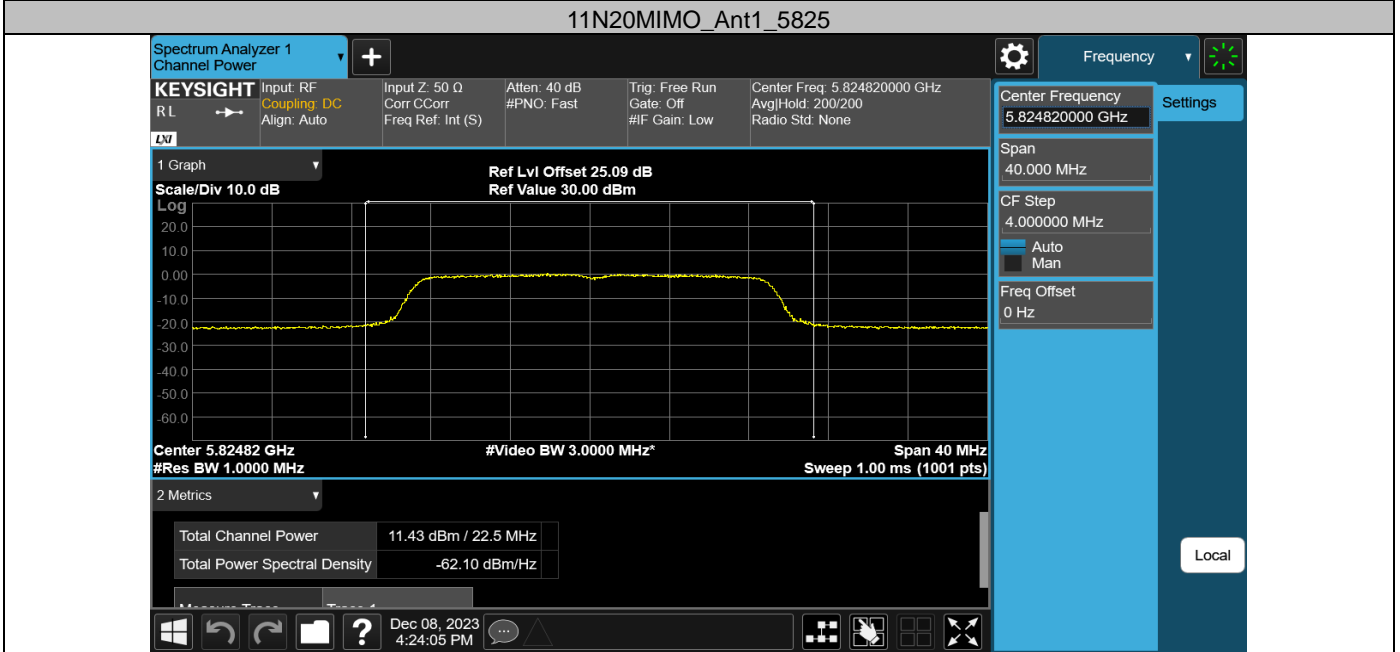 11N20MIMO_Ant1_5825
Spectrum Analyzer 1
Channel Power
+
Frequency
KEYSIGHT
R L
LXI
Input: RF
Coupling: DC
Align: Auto
Input Z: 50 Ω
Corr CCorr
Freq Ref: Int (S)
Atten: 40 dB
#PNO: Fast
Trig: Free Run
Gate: Off
#IF Gain: Low
Center Freq: 5.824820000 GHz
Avg|Hold: 200/200
Radio Std: None
Center Frequency
5.824820000 GHz
Settings
Span
40.000 MHz
CF Step
4.000000 MHz
Auto
Man
Freq Offset
0 Hz
Local
1 Graph
Scale/Div 10.0 dB
Ref Lvl Offset 25.09 dB
Ref Value 30.00 dBm
Log
20.0
10.0
0.00
-10.0
-20.0
-30.0
-40.0
-50.0
-60.0
Center 5.82482 GHz
#Video BW 3.0000 MHz*
Span 40 MHz
#Res BW 1.0000 MHz
Sweep 1.00 ms (1001 pts)
2 Metrics
Total Channel Power 11.43 dBm / 22.5 MHz
Total Power Spectral Density -62.10 dBm/Hz
Measure Trace Trace 1
?
Dec 08, 2023
4:24:05 PM